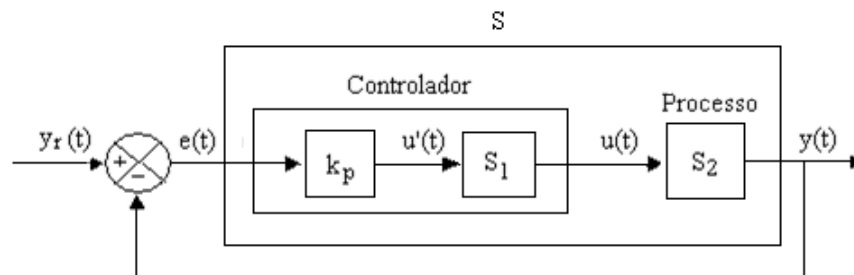 S
Controlador
Processo
yr (t)
e(t)
+
−
kp
u'(t)
S1
u(t)
S2
y(t)